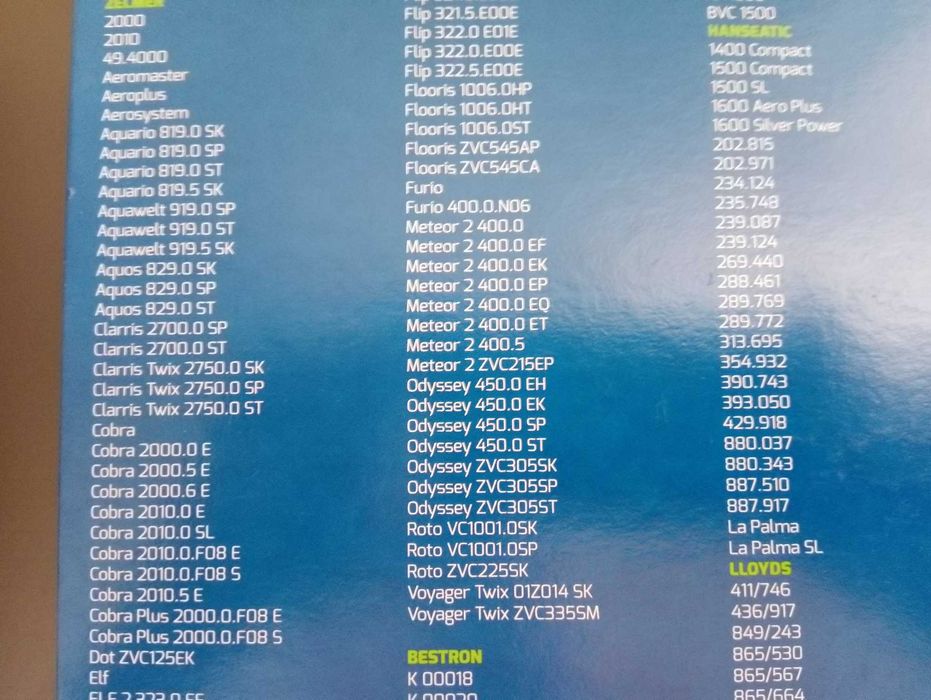 ZELMER
2000
2010
49.4000
Aeromaster
Aeroplus
Aerosystem
Aquario 819.0 SK
Aquario 819.0 SP
Aquario 819.0 ST
Aquario 819.5 SK
Aquawelt 919.0 SP
Aquawelt 919.0 ST
Aquawelt 919.5 SK
Aquos 829.0 SK
Aquos 829.0 SP
Aquos 829.0 ST
Clarris 2700.0 SP
Clarris 2700.0 ST
Clarris Twix 2750.0 SK
Clarris Twix 2750.0 SP
Clarris Twix 2750.0 ST
Cobra
Cobra 2000.0 E
Cobra 2000.5 E
Cobra 2000.6 E
Cobra 2010.0 E
Cobra 2010.0 SL
Cobra 2010.0.F08 E
Cobra 2010.0.F08 S
Cobra 2010.5 E
Cobra Plus 2000.0.F08 E
Cobra Plus 2000.0.F08 S
Dot ZVC125EK
Elf
Flip 321.5.E00E
Flip 322.0 E01E
Flip 322.0.E00E
Flip 322.5.E00E
Flooris 1006.0HP
Flooris 1006.0HT
Flooris 1006.0ST
Flooris ZVC545AP
Flooris ZVC545CA
Furio
Furio 400.0.N06
Meteor 2 400.0
Meteor 2 400.0 EF
Meteor 2 400.0 EK
Meteor 2 400.0 EP
Meteor 2 400.0 EQ
Meteor 2 400.0 ET
Meteor 2 400.5
Meteor 2 ZVC215EP
Odyssey 450.0 EH
Odyssey 450.0 EK
Odyssey 450.0 SP
Odyssey 450.0 ST
Odyssey ZVC305SK
Odyssey ZVC305SP
Odyssey ZVC305ST
Roto VC1001.0SK
Roto VC1001.0SP
Roto ZVC225SK
Voyager Twix 01Z014 SK
Voyager Twix ZVC335SM
BESTRON
K 00018
BVC 1500
HANSEATIC
1400 Compact
1500 Compact
1500 SL
1600 Aero Plus
1600 Silver Power
202.815
202.971
234.124
235.748
239.087
239.124
269.440
288.461
289.769
289.772
313.695
354.932
390.743
393.050
429.918
880.037
880.343
887.510
887.917
La Palma
La Palma SL
LLOYDS
411/746
436/917
849/243
865/530
865/567
865/664